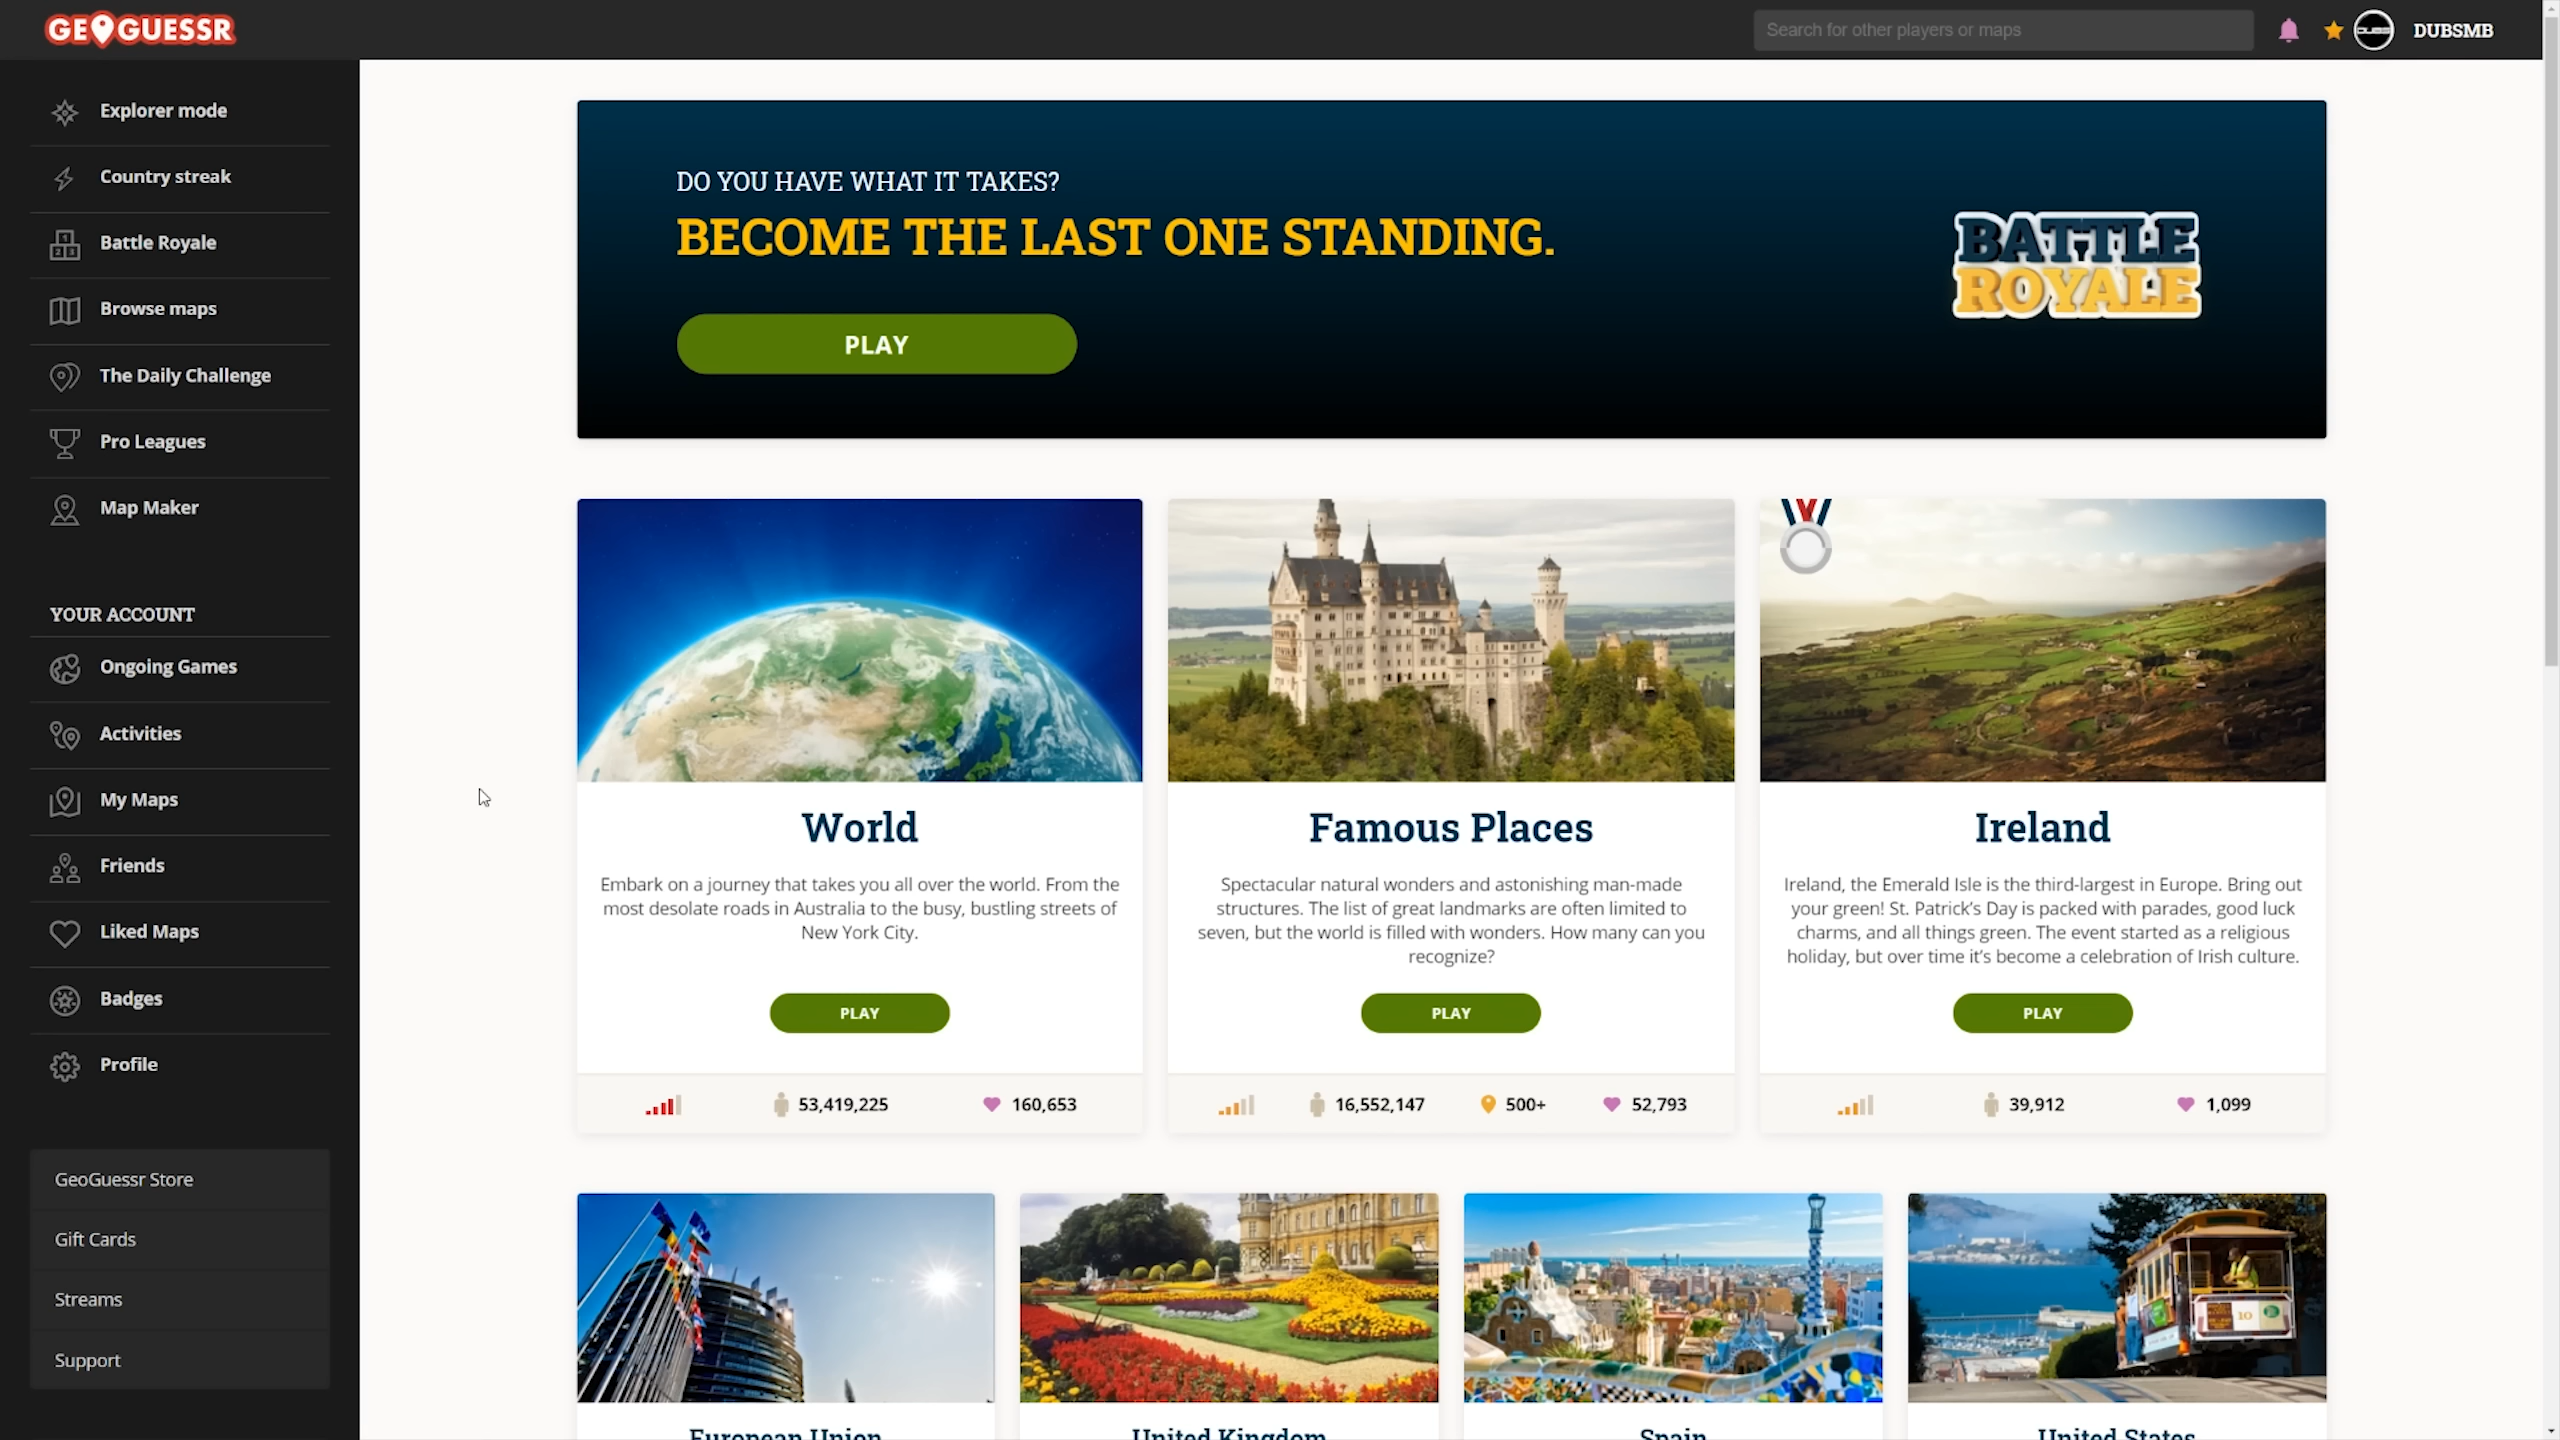 GEOGUESSR
Search for other players or maps
DUBSMB
Explorer mode
Country streak
Battle Royale
Browse maps
The Daily Challenge
Pro Leagues
Map Maker
YOUR ACCOUNT
Ongoing Games
Activities
My Maps
Friends
Liked Maps
Badges
Profile
GeoGuessr Store
Gift Cards
Streams
Support
DO YOU HAVE WHAT IT TAKES?
BECOME THE LAST ONE STANDING.
PLAY
BATTLE
ROYALE
World
Embark on a journey that takes you all over the world. From the
most desolate roads in Australia to the busy, bustling streets of
New York City.
PLAY
53,419,225 160,653
Famous Places
Spectacular natural wonders and astonishing man-made
structures. The list of great landmarks are often limited to
seven, but the world is filled with wonders. How many can you
recognize?
PLAY
16,552,147 500+ 52,793
Ireland
Ireland, the Emerald Isle is the third-largest in Europe. Bring out
your green! St. Patrick's Day is packed with parades, good luck
charms, and all things green. The event started as a religious
holiday, but over time it's become a celebration of Irish culture.
PLAY
39,912 1,099
European Union
United Kingdom
Spain
United States
10